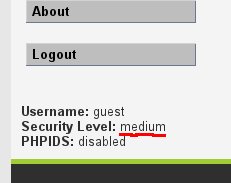 About
Logout
Username: guest
Security Level: medium
PHPIDS: disabled